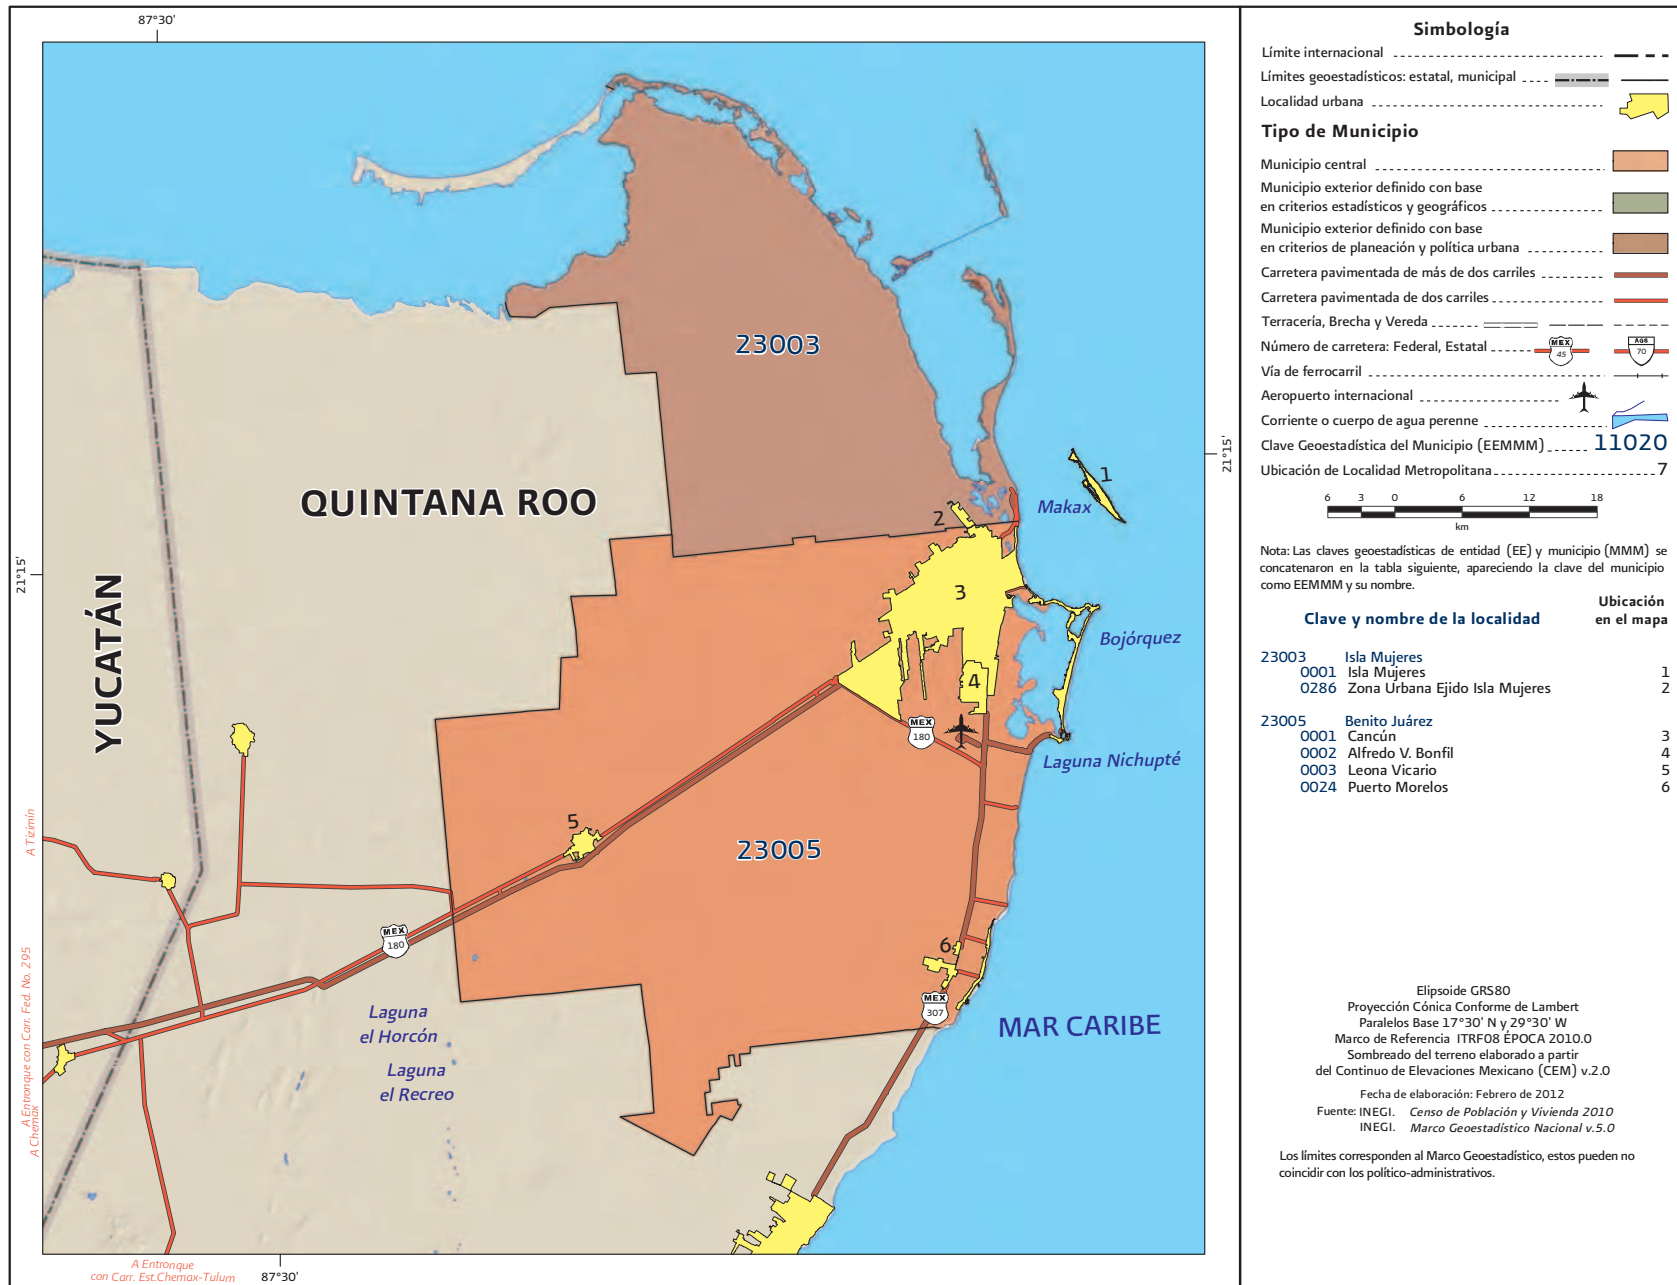 87°30'
21°15'
21°15'
87°30'
23003
QUINTANA ROO
YUCATÁN
1
2
3
4
5
6
Makax
Bojórquez
Laguna Nichupté
MEX
180
23005
MEX
180
MEX
307
Laguna
el Horcón
Laguna
el Recreo
MAR CARIBE
A Tizimín
A Entronque con Carr. Fed. No. 295
A Chemax
A Entronque
con Carr. Est.Chemax-Tulum
Simbología
Límite internacional
Límites geoestadísticos: estatal, municipal
Localidad urbana
Tipo de Municipio
Municipio central
Municipio exterior definido con base
en criterios estadísticos y geográficos
Municipio exterior definido con base
en criterios de planeación y política urbana
Carretera pavimentada de más de dos carriles
Carretera pavimentada de dos carriles
Terracería, Brecha y Vereda
Número de carretera: Federal, Estatal MEX 45 AGS 70
Vía de ferrocarril
Aeropuerto internacional
Corriente o cuerpo de agua perenne
Clave Geoestadística del Municipio (EEMMM) 11020
Ubicación de Localidad Metropolitana 7
6 3 0 6 12 18
km
Nota: Las claves geoestadísticas de entidad (EE) y municipio (MMM) se
concatenaron en la tabla siguiente, apareciendo la clave del municipio
como EEMMM y su nombre.
Clave y nombre de la localidad
Ubicación
en el mapa
23003 Isla Mujeres
0001 Isla Mujeres 1
0286 Zona Urbana Ejido Isla Mujeres 2
23005 Benito Juárez
0001 Cancún 3
0002 Alfredo V. Bonfil 4
0003 Leona Vicario 5
0024 Puerto Morelos 6
Elipsoide GRS80
Proyección Cónica Conforme de Lambert
Paralelos Base 17°30' N y 29°30' W
Marco de Referencia ITRF08 ÉPOCA 2010.0
Sombreado del terreno elaborado a partir
del Continuo de Elevaciones Mexicano (CEM) v.2.0
Fecha de elaboración: Febrero de 2012
Fuente: INEGI. Censo de Población y Vivienda 2010
INEGI. Marco Geoestadístico Nacional v.5.0
Los límites corresponden al Marco Geoestadístico, estos pueden no
coincidir con los político-administrativos.